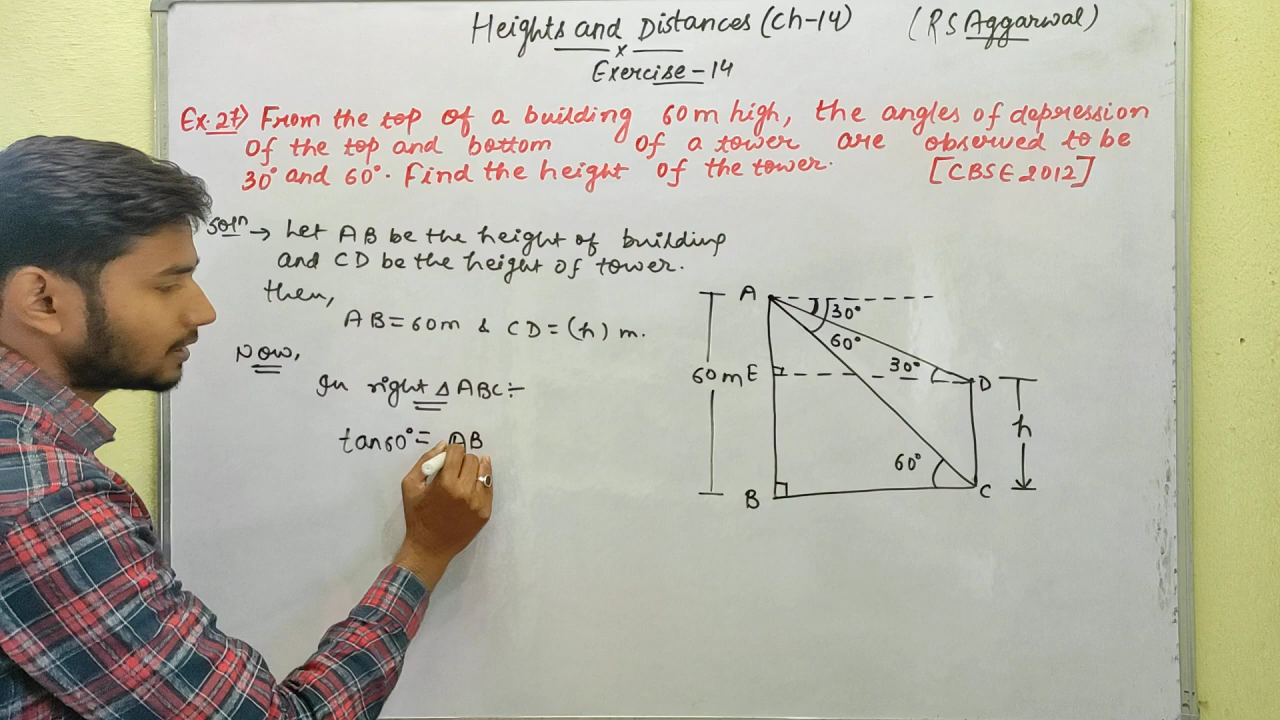 Heights and Distances (Ch-14) (RS Aggarwal)
x
Exercise-14
Ex.27) From the top of a building 60m high, the angles of depression
of the top and bottom of a tower are observed to be
30° and 60°. Find the height of the tower. [CBSE 2012]
Soln → Let AB be the height of building
and CD be the height of tower.
then,
AB = 60m & CD = (h) m.
Now,
In right Δ ABC:-
tan60° = AB
A
30°
60°
60m
E
30°
D
h
60°
B
C